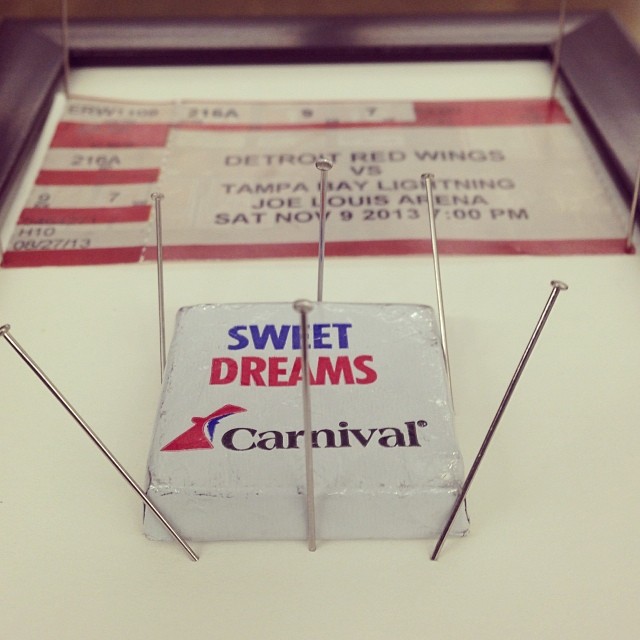 ERW1108 216A 9 7
216A
9 7
H10
08/27/13
DETROIT RED WINGS
VS
TAMPA BAY LIGHTNING
JOE LOUIS ARENA
SAT NOV 9 2013 7:00 PM
SWEET
DREAMS
Carnival®